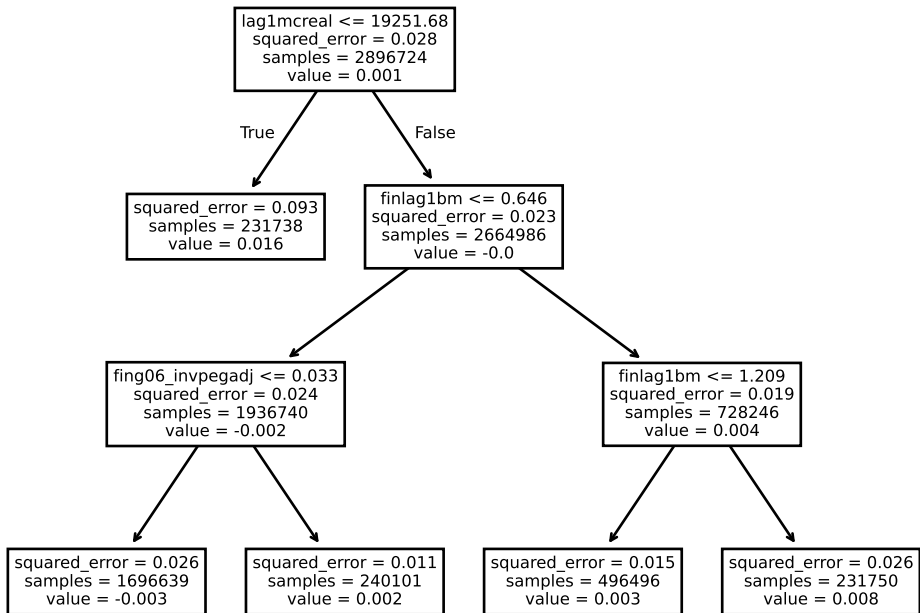 lag1mcreal <= 19251.68
squared_error = 0.028
samples = 2896724
value = 0.001
True
False
squared_error = 0.093
samples = 231738
value = 0.016
finlag1bm <= 0.646
squared_error = 0.023
samples = 2664986
value = -0.0
fing06_invpegadj <= 0.033
squared_error = 0.024
samples = 1936740
value = -0.002
finlag1bm <= 1.209
squared_error = 0.019
samples = 728246
value = 0.004
squared_error = 0.026
samples = 1696639
value = -0.003
squared_error = 0.011
samples = 240101
value = 0.002
squared_error = 0.015
samples = 496496
value = 0.003
squared_error = 0.026
samples = 231750
value = 0.008